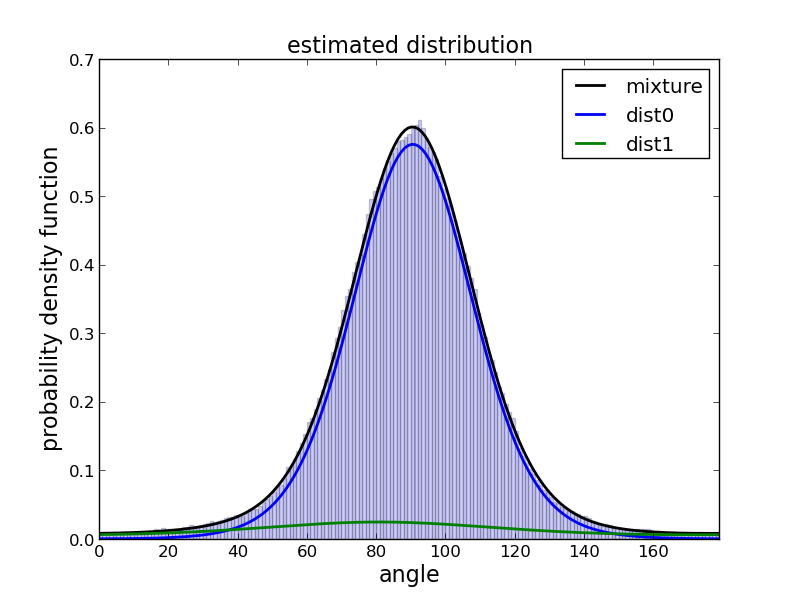 estimated distribution
mixture
dist0
dist1
probability density function
0.7
0.6
0.5
0.4
0.3
0.2
0.1
0.0
0 20 40 60 80 100 120 140 160
angle